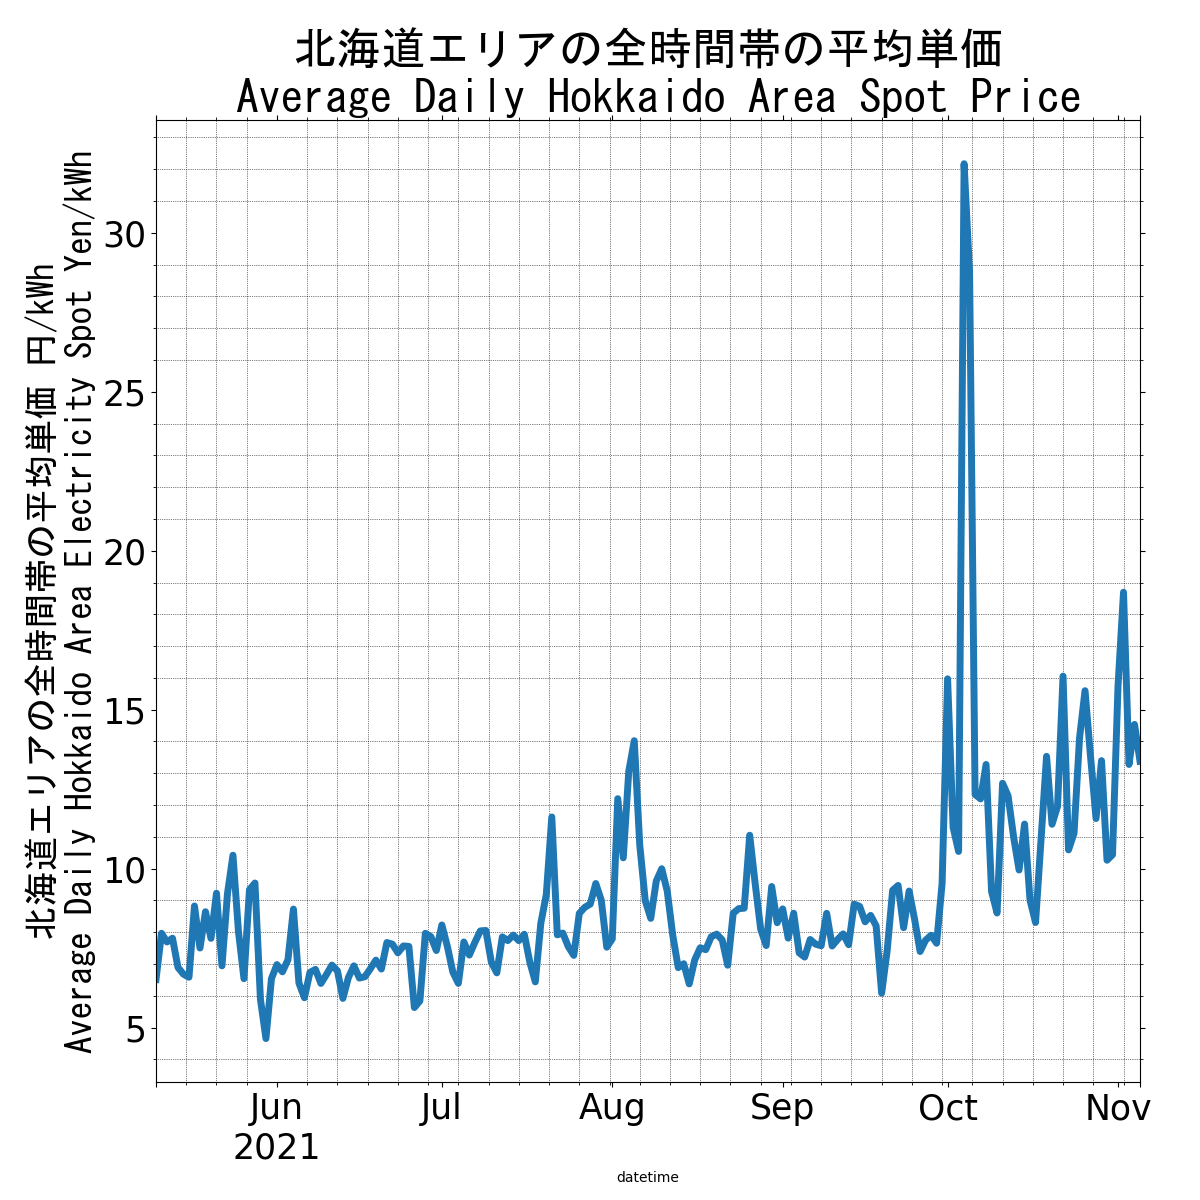 北海道エリアの全時間帯の平均単価
Average Daily Hokkaido Area Spot Price
北海道エリアの全時間帯の平均単価 円/kWh
Average Daily Hokkaido Area Electricity Spot Yen/kWh
30
25
20
15
10
5
Jun
2021
Jul
Aug
Sep
Oct
Nov
datetime